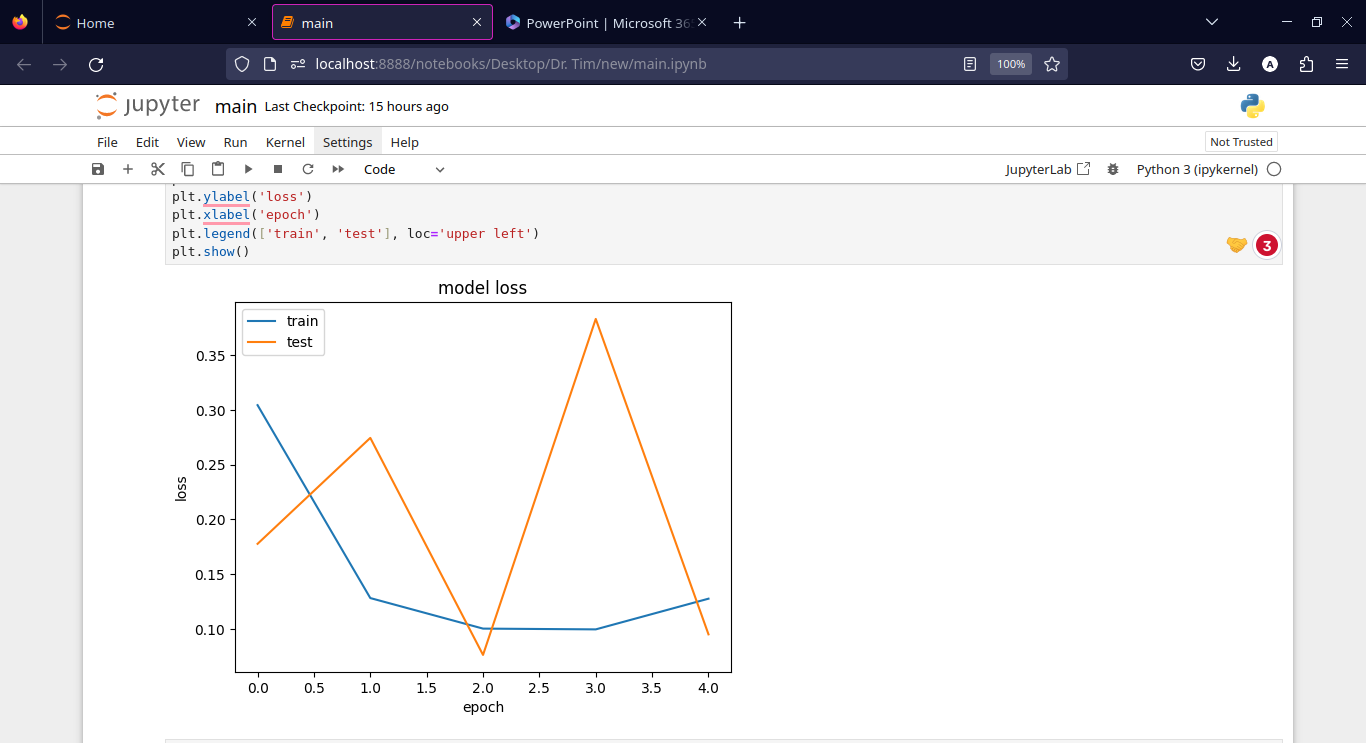 Home
main
PowerPoint | Microsoft 36
localhost:8888/notebooks/Desktop/Dr. Tim/new/main.ipynb
100%
A
jupyter main Last Checkpoint: 15 hours ago
File Edit View Run Kernel Settings Help
Not Trusted
Code
JupyterLab
Python 3 (ipykernel)
plt.ylabel('loss')
plt.xlabel('epoch')
plt.legend(['train', 'test'], loc='upper left')
plt.show()
3
model loss
train
test
0.35
0.30
0.25
0.20
0.15
0.10
loss
0.0 0.5 1.0 1.5 2.0 2.5 3.0 3.5 4.0
epoch